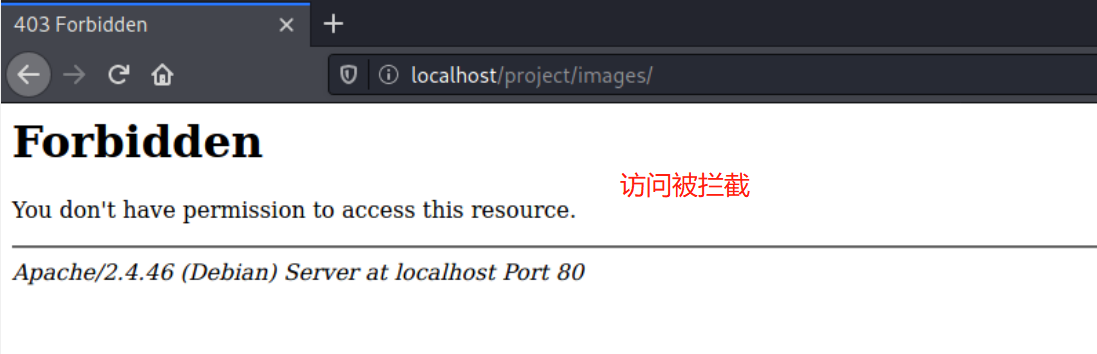 403 Forbidden
localhost/project/images/
Forbidden
访问被拦截
You don't have permission to access this resource.
Apache/2.4.46 (Debian) Server at localhost Port 80